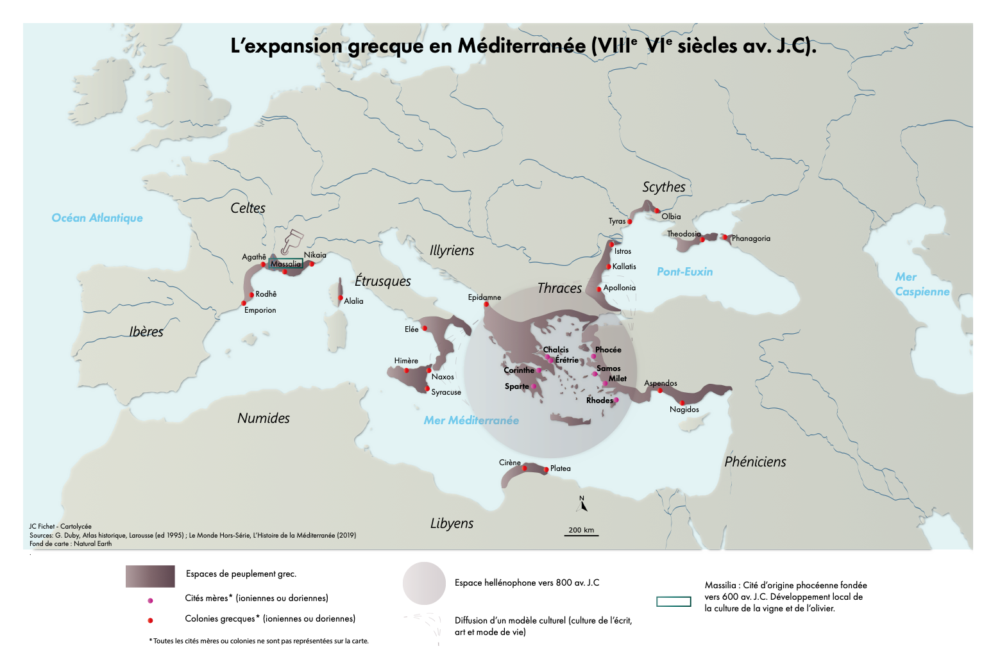 L'expansion grecque en Méditerranée (VIIIe VIe siècles av. J.C).
Scythes
Océan Atlantique
Celtes
Olbia
Tyras
Theodosia
Phanagoria
Illyriens
Istros
Agathê
Nikaia
Massalia
Kallatis
Pont-Euxin
Mer
Caspienne
Étrusques
Thraces
Apollonia
Rodhê
Alalia
Epidamne
Emporion
Ibères
Elée
Chalcis
Phocée
Érétrie
Himère
Corinthe
Samos
Naxos
Milet
Sparte
Aspendos
Syracuse
Rhodes
Nagidos
Numides
Mer Méditerranée
Phéniciens
Cirène
Platea
N
Libyens
200 km
JC Fichet - Cartolycée
Sources: G. Duby, Atlas historique, Larousse (ed 1995) ; Le Monde Hors-Série, L'Histoire de la Méditerranée (2019)
Fond de carte : Natural Earth
.
Espaces de peuplement grec.
Cités mères* (ioniennes ou doriennes)
Colonies grecques* (ioniennes ou doriennes)
* Toutes les cités mères ou colonies ne sont pas représentées sur la carte.
Espace hellénophone vers 800 av. J.C
Diffusion d'un modèle culturel (culture de l'écrit,
art et mode de vie)
Massilia : Cité d'origine phocéenne fondée
vers 600 av. J.C. Développement local de
la culture de la vigne et de l'olivier.